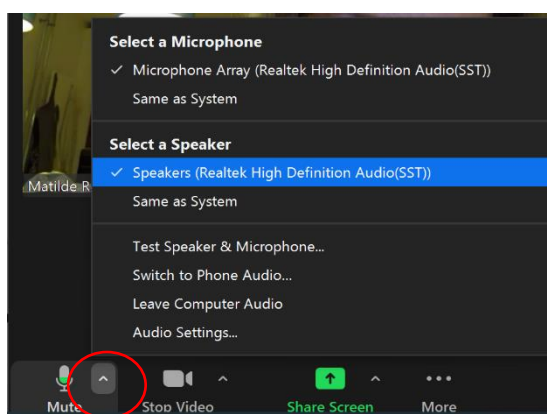 Select a Microphone
✓ Microphone Array (Realtek High Definition Audio(SST))
Same as System
Select a Speaker
✓ Speakers (Realtek High Definition Audio(SST))
Same as System
Matilde R
Test Speaker & Microphone...
Switch to Phone Audio...
Leave Computer Audio
Audio Settings...
Mute Stop Video Share Screen More